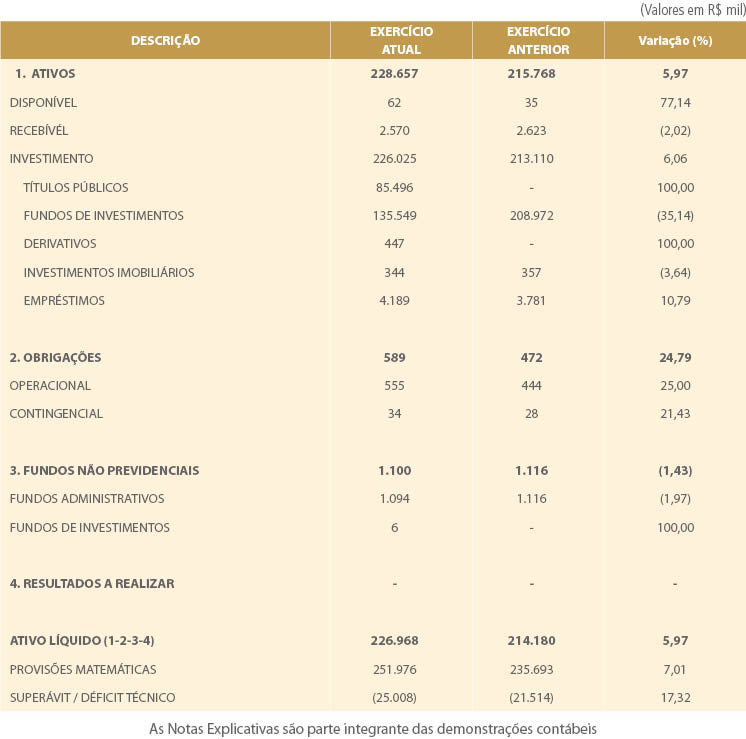 (Valores em R$ mil)
DESCRIÇÃO EXERCÍCIO ATUAL EXERCÍCIO ANTERIOR Variação (%)
1. ATIVOS 228.657 215.768 5,97
DISPONÍVEL 62 35 77,14
RECEBÍVÉL 2.570 2.623 (2,02)
INVESTIMENTO 226.025 213.110 6,06
TÍTULOS PÚBLICOS 85.496 - 100,00
FUNDOS DE INVESTIMENTOS 135.549 208.972 (35,14)
DERIVATIVOS 447 - 100,00
INVESTIMENTOS IMOBILIÁRIOS 344 357 (3,64)
EMPRÉSTIMOS 4.189 3.781 10,79
2. OBRIGAÇÕES 589 472 24,79
OPERACIONAL 555 444 25,00
CONTINGENCIAL 34 28 21,43
3. FUNDOS NÃO PREVIDENCIAIS 1.100 1.116 (1,43)
FUNDOS ADMINISTRATIVOS 1.094 1.116 (1,97)
FUNDOS DE INVESTIMENTOS 6 - 100,00
4. RESULTADOS A REALIZAR - - -
ATIVO LÍQUIDO (1-2-3-4) 226.968 214.180 5,97
PROVISÕES MATEMÁTICAS 251.976 235.693 7,01
SUPERÁVIT / DÉFICIT TÉCNICO (25.008) (21.514) 17,32
As Notas Explicativas são parte integrante das demonstrações contábeis